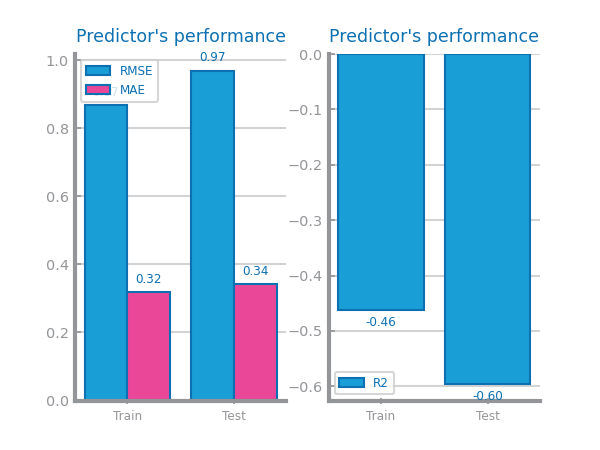 Predictor's performance
1.0
0.8
0.6
0.4
0.2
0.0
RMSE
MAE
0.97
0.32
0.34
Train
Test
Predictor's performance
0.0
−0.1
−0.2
−0.3
−0.4
−0.5
−0.6
-0.46
-0.60
R2
Train
Test